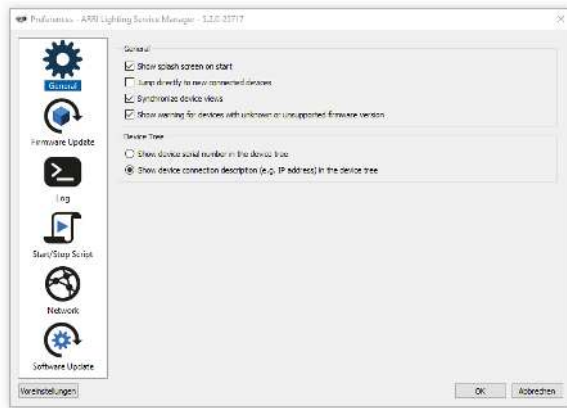 Preferences - ARRI Lighting Service Manager - 3.2.0-23717
General
Show splash screen on start
Jump directly to new connected devices
Synchronize device views
Show warning for devices with unknown or unsupported firmware version
Device Tree
Show device serial number in the device tree
Show device connection description (e.g. IP address) in the device tree
General
Firmware Update
Log
Start/Stop Script
Network
Software Update
Voreinstellungen
OK
Abbrechen